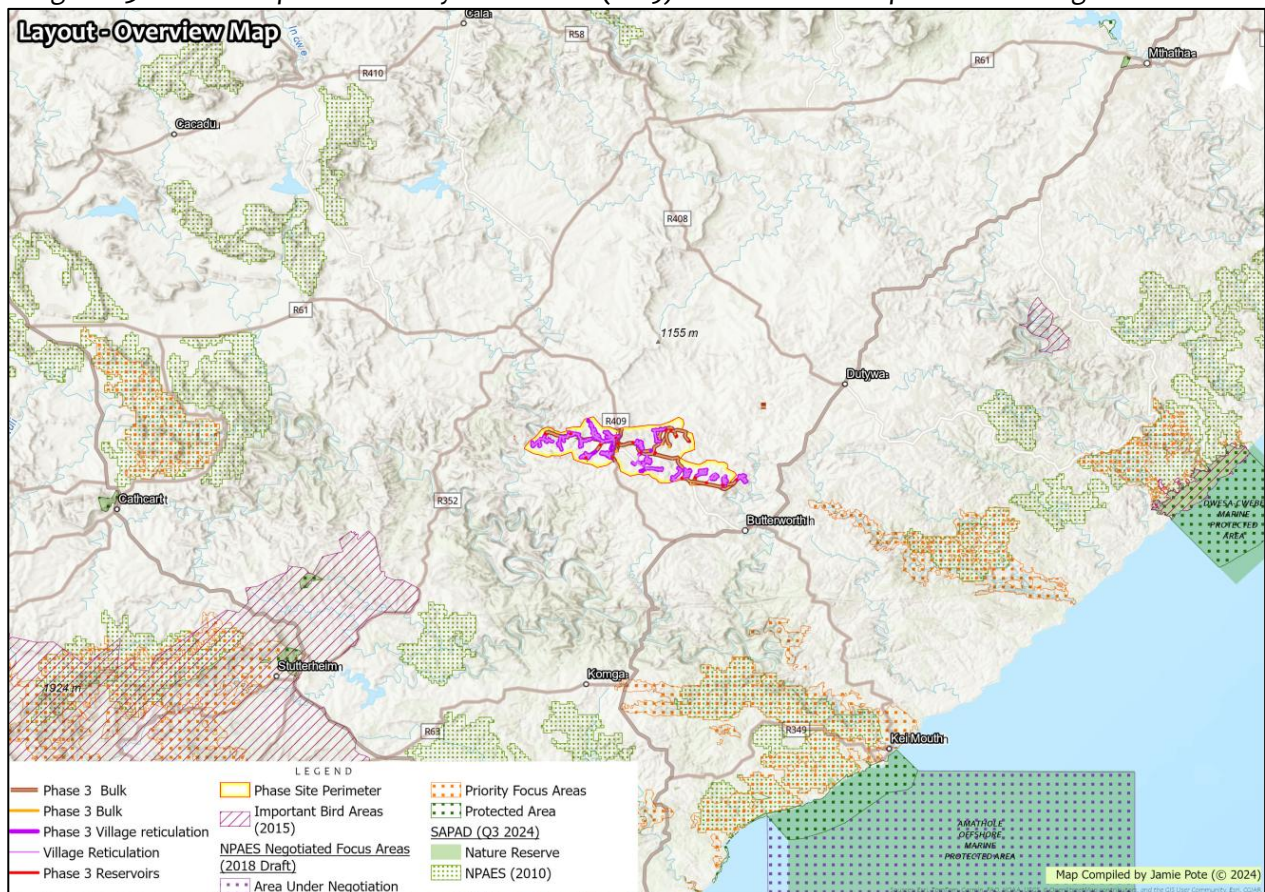 Layout - Overview Map
Cala
R58
Mthatha
R61
R410
Cacadu
R408
R61
1155 m
Dutywa
R409
Cathcart
R352
Butterworth
DWESA CWEBE
MARINE
PROTECTED
AREA
Stutterheim
1924 m
Komga
R63
R349
Kei Mouth
AMATHOLE
OFFSHORE
MARINE
PROTECTED AREA
LEGEND
Phase 3 Bulk
Phase 3 Bulk
Phase 3 Village reticulation
Village Reticulation
Phase 3 Reservoirs
Phase Site Perimeter
Important Bird Areas
(2015)
NPAES Negotiated Focus Areas
(2018 Draft)
Area Under Negotiation
Priority Focus Areas
Protected Area
SAPAD (Q3 2024)
Nature Reserve
NPAES (2010)
Map Compiled by Jamie Pote (© 2024)